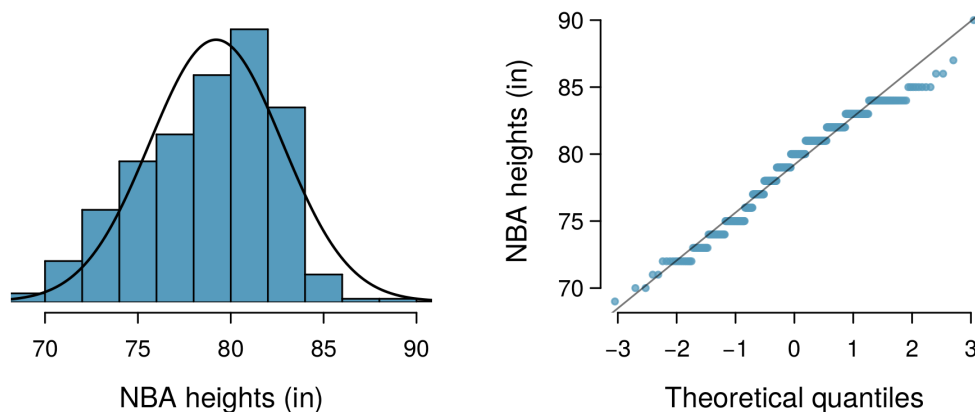 70 75 80 85 90
NBA heights (in)
90
85
80
75
70
NBA heights (in)
−3 −2 −1 0 1 2 3
Theoretical quantiles